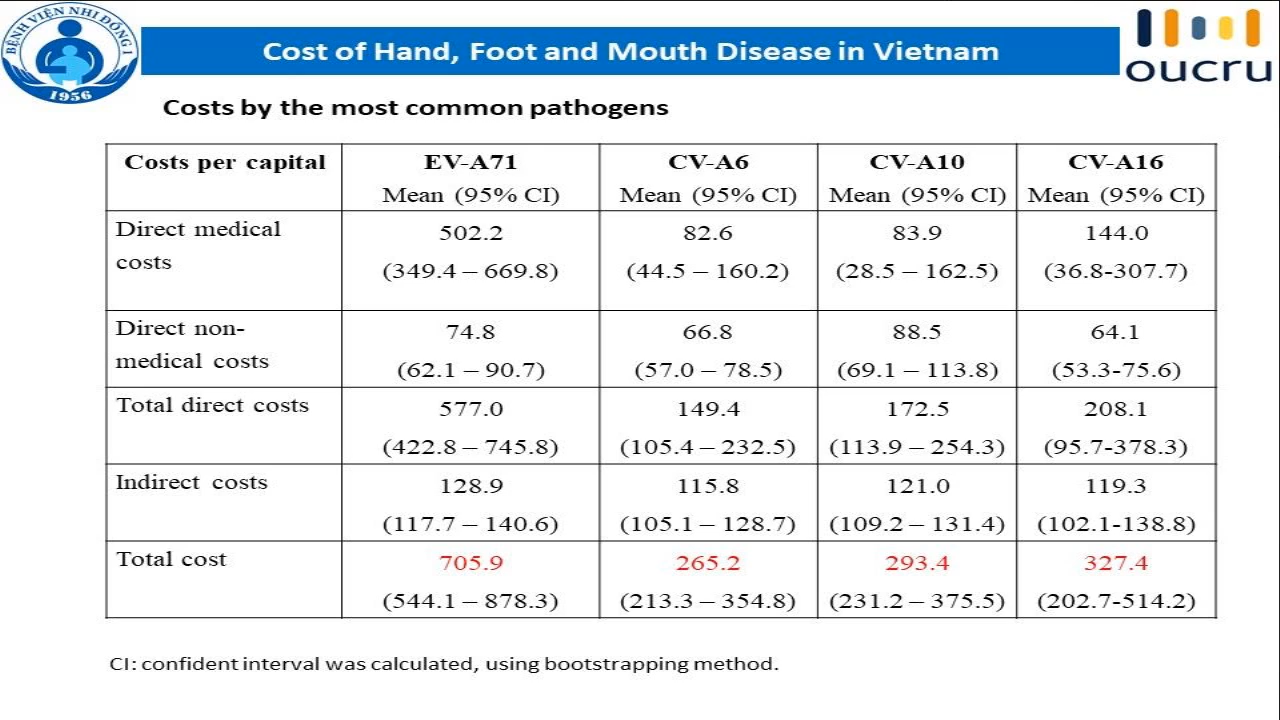 BỆNH VIỆN NHI ĐỒNG 1
1956
Cost of Hand, Foot and Mouth Disease in Vietnam
oucru
Costs by the most common pathogens
Costs per capital EV-A71 CV-A6 CV-A10 CV-A16
Mean (95% CI) Mean (95% CI) Mean (95% CI) Mean (95% CI)
Direct medical 502.2 82.6 83.9 144.0
costs (349.4 – 669.8) (44.5 – 160.2) (28.5 – 162.5) (36.8-307.7)
Direct non- 74.8 66.8 88.5 64.1
medical costs (62.1 – 90.7) (57.0 – 78.5) (69.1 – 113.8) (53.3-75.6)
Total direct costs 577.0 149.4 172.5 208.1
(422.8 – 745.8) (105.4 – 232.5) (113.9 – 254.3) (95.7-378.3)
Indirect costs 128.9 115.8 121.0 119.3
(117.7 – 140.6) (105.1 – 128.7) (109.2 – 131.4) (102.1-138.8)
Total cost 705.9 265.2 293.4 327.4
(544.1 – 878.3) (213.3 – 354.8) (231.2 – 375.5) (202.7-514.2)
CI: confident interval was calculated, using bootstrapping method.